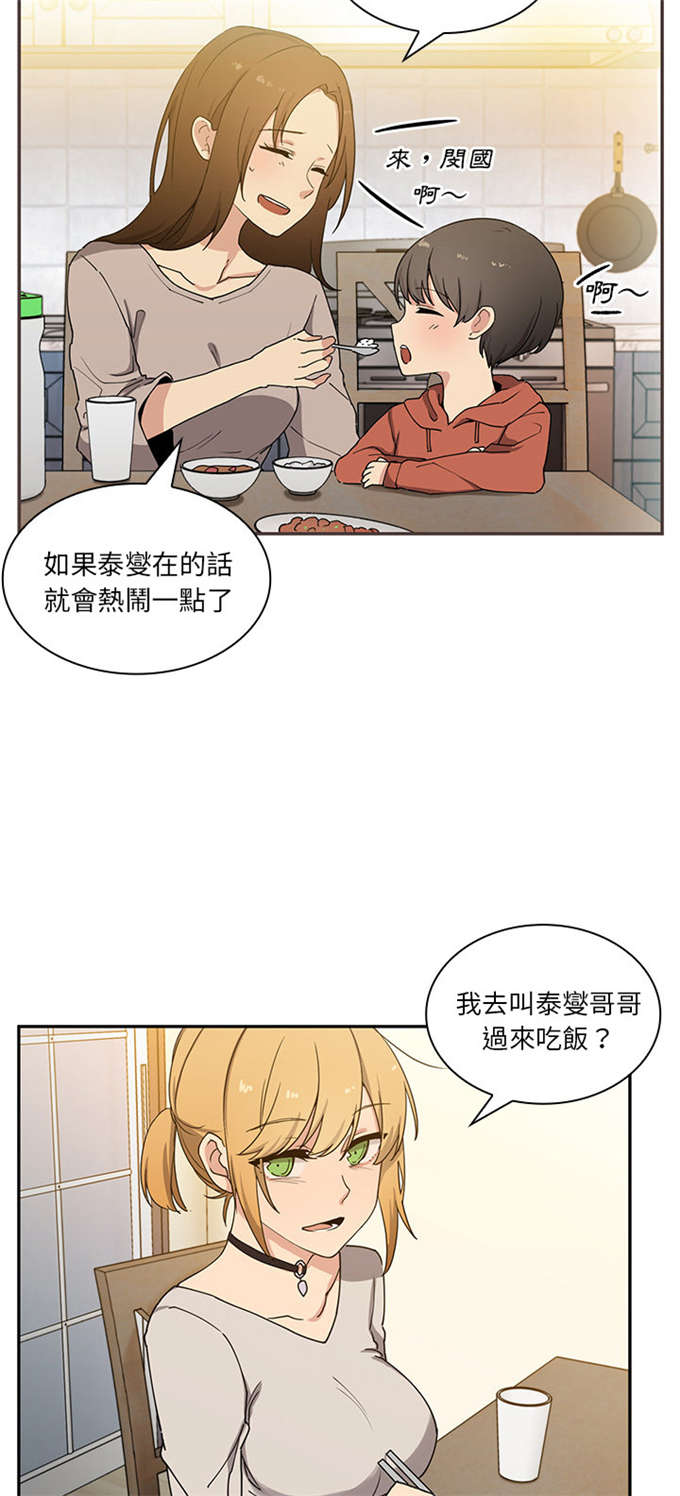 來，閔國
啊～
啊～
如果泰燮在的話
就會熱鬧一點了
我去叫泰燮哥哥
過來吃飯？